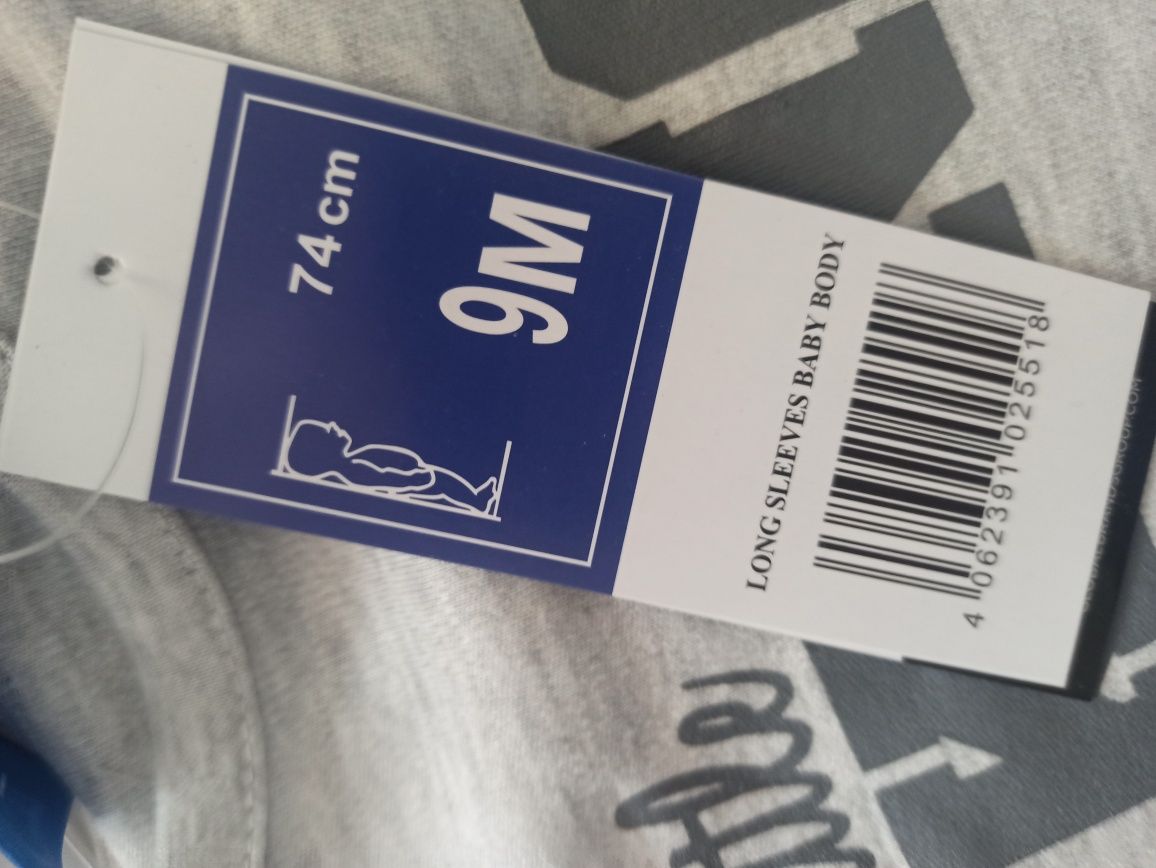 74 cm
9M
LONG SLEEVES BABY BODY
4 062391 025518